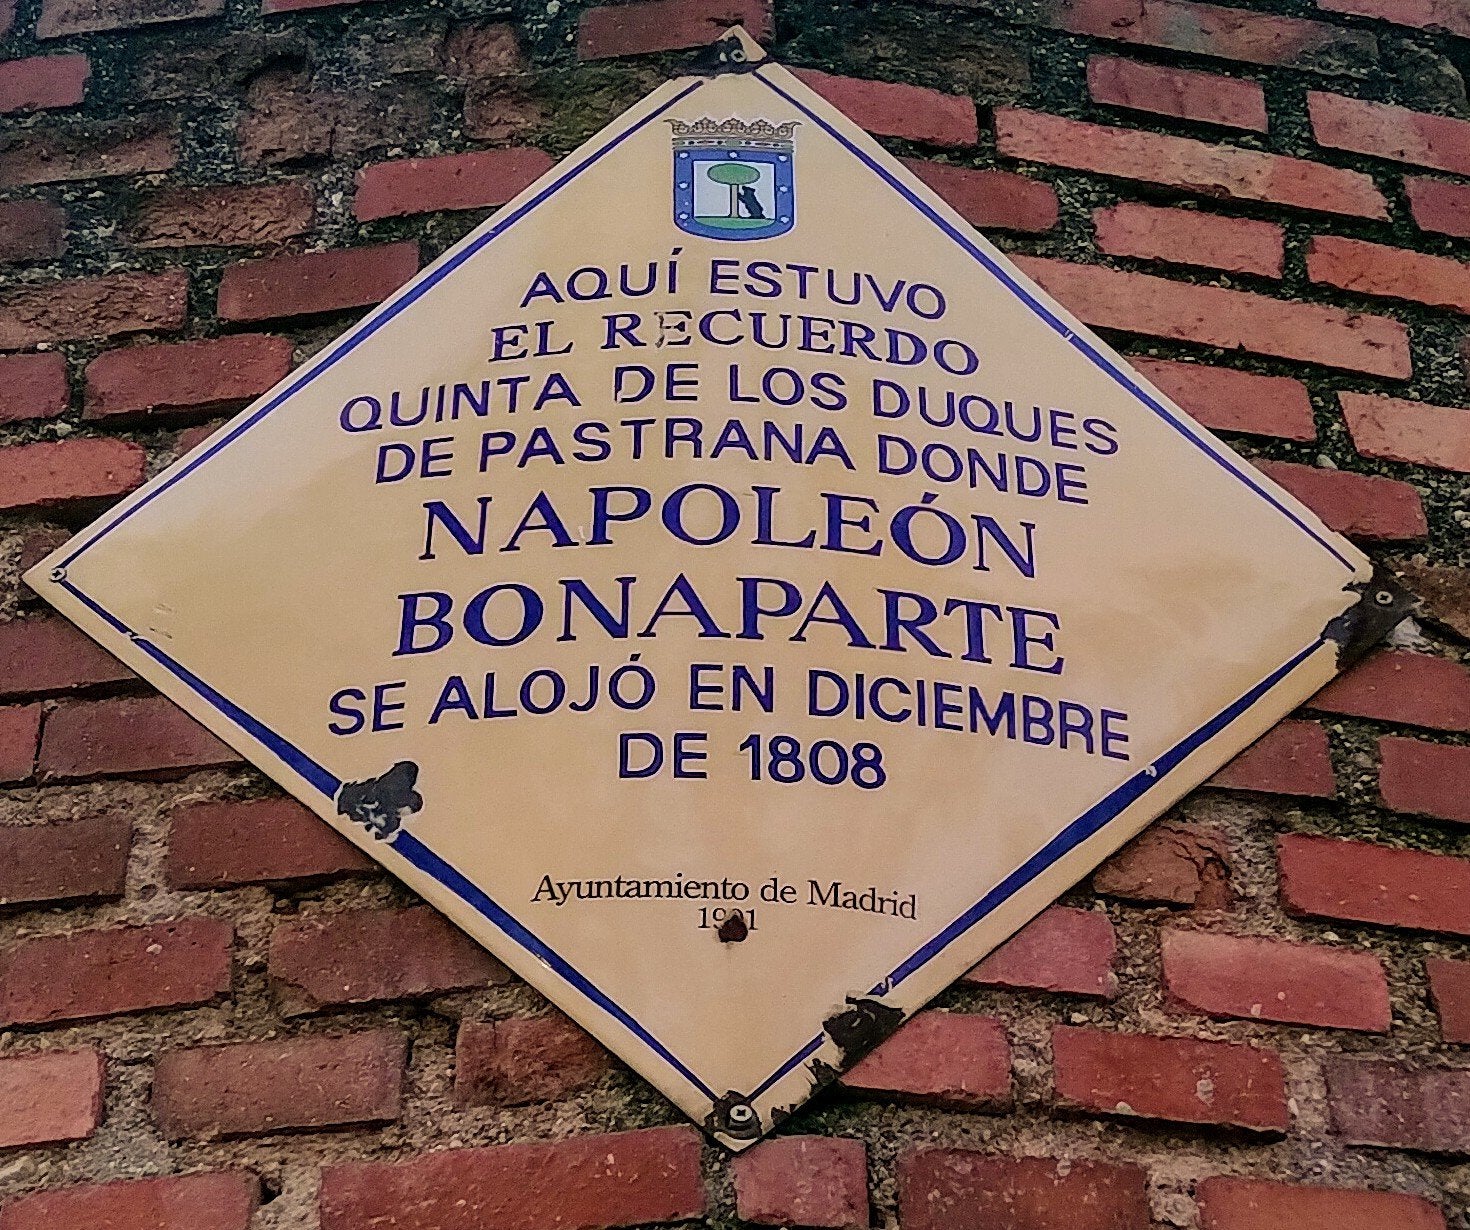 AQUÍ ESTUVO
EL RECUERDO
QUINTA DE LOS DUQUES
DE PASTRANA DONDE
NAPOLEÓN
BONAPARTE
SE ALOJÓ EN DICIEMBRE
DE 1808
Ayuntamiento de Madrid